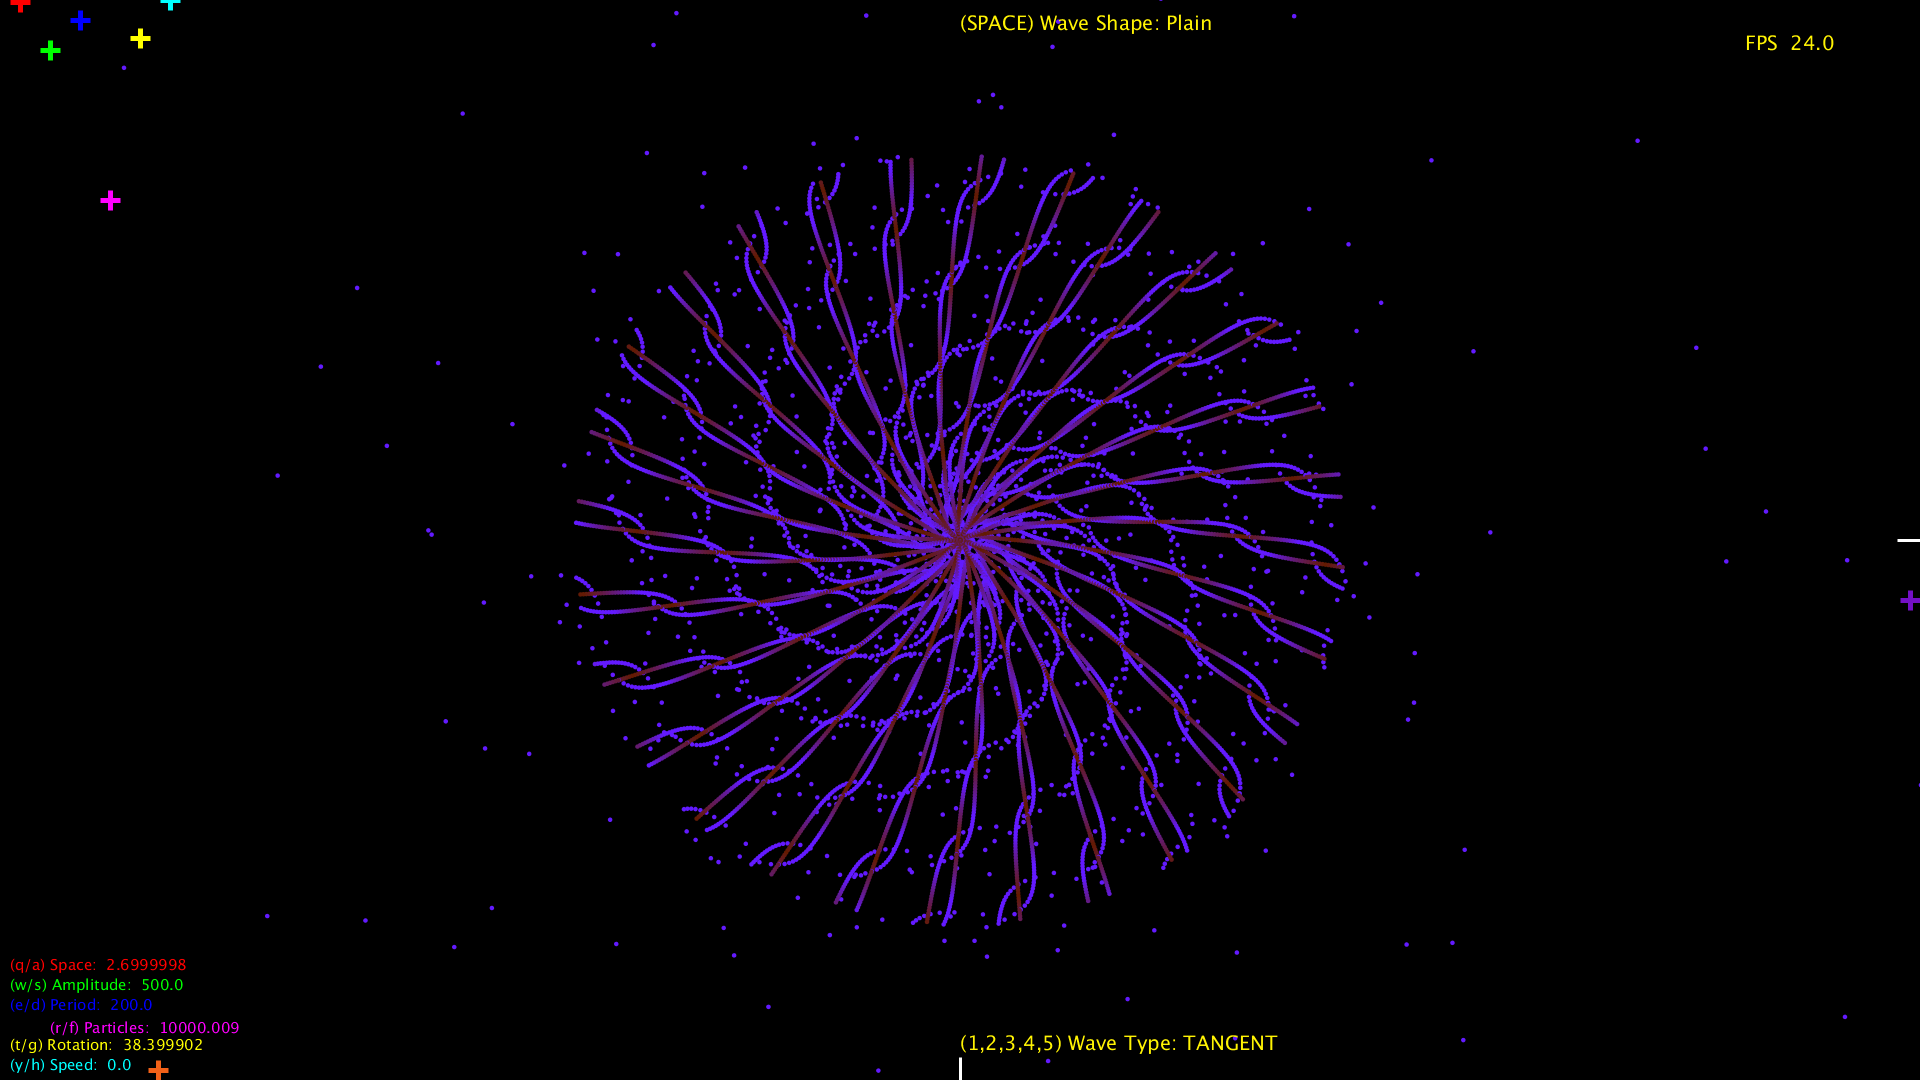 (SPACE) Wave Shape: Plain
FPS 24.0
(q/a) Space: 2.6999998
(w/s) Amplitude: 500.0
(e/d) Period: 200.0
(r/f) Particles: 10000.009
(t/g) Rotation: 38.399902
(y/h) Speed: 0.0
(1,2,3,4,5) Wave Type: TANGENT